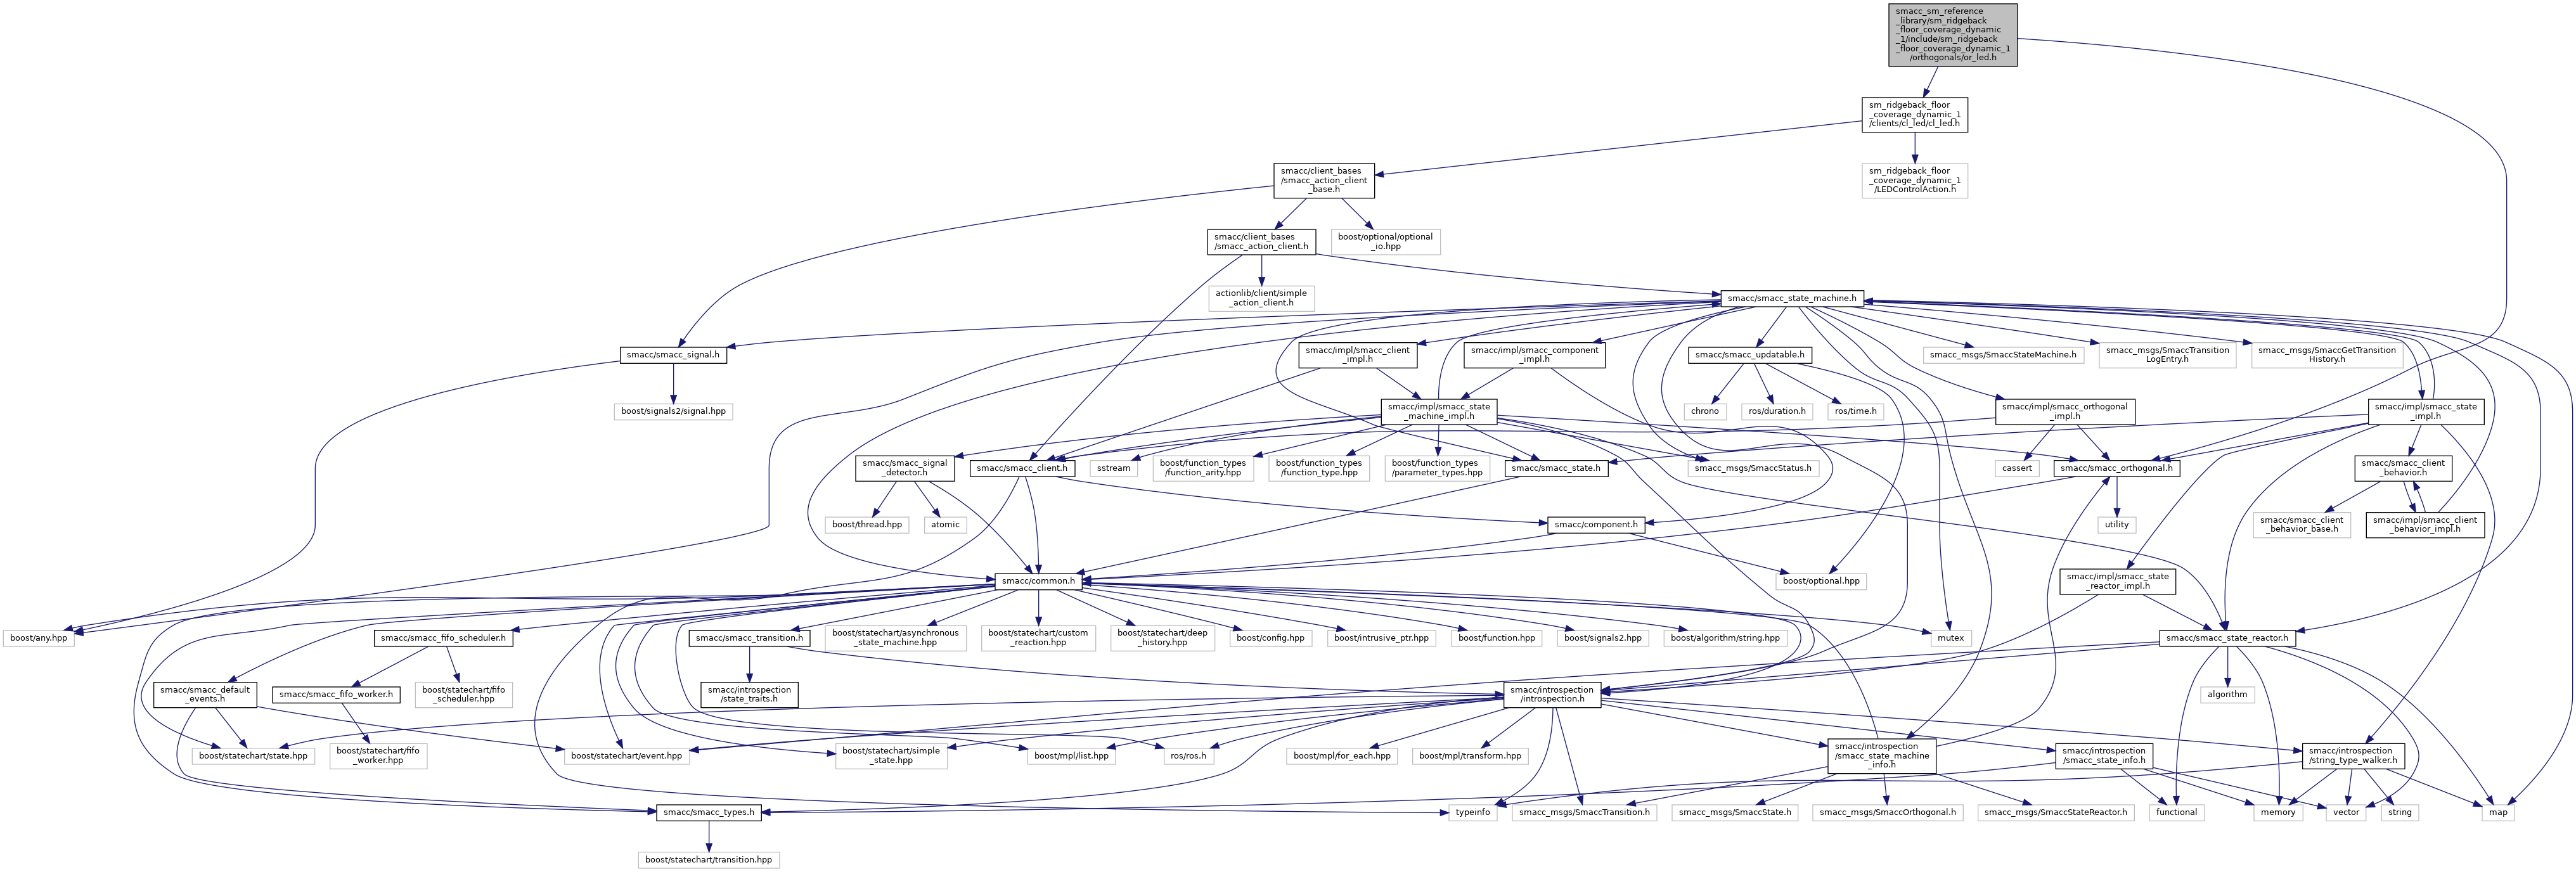 smacc_sm_reference
_library/sm_ridgeback
_floor_coverage_dynamic
_1/include/sm_ridgeback
_floor_coverage_dynamic_1
/orthogonals/or_led.h
sm_ridgeback_floor
_coverage_dynamic_1
/clients/cl_led/cl_led.h
smacc/client_bases
/smacc_action_client
_base.h
sm_ridgeback_floor
_coverage_dynamic_1
/LEDControlAction.h
smacc/client_bases
/smacc_action_client.h
boost/optional/optional
_io.hpp
actionlib/client/simple
_action_client.h
smacc/smacc_state_machine.h
smacc/smacc_signal.h
smacc/impl/smacc_client
_impl.h
smacc/impl/smacc_component
_impl.h
smacc/smacc_updatable.h
smacc_msgs/SmaccStateMachine.h
smacc_msgs/SmaccTransition
LogEntry.h
smacc_msgs/SmaccGetTransition
History.h
boost/signals2/signal.hpp
smacc/impl/smacc_state
_machine_impl.h
chrono
ros/duration.h
ros/time.h
smacc/impl/smacc_orthogonal
_impl.h
smacc/impl/smacc_state
_impl.h
smacc/smacc_signal
_detector.h
smacc/smacc_client.h
sstream
boost/function_types
/function_arity.hpp
boost/function_types
/function_type.hpp
boost/function_types
/parameter_types.hpp
smacc/smacc_state.h
smacc_msgs/SmaccStatus.h
cassert
smacc/smacc_orthogonal.h
smacc/smacc_client
_behavior.h
boost/thread.hpp
atomic
smacc/component.h
utility
smacc/smacc_client
_behavior_base.h
smacc/impl/smacc_client
_behavior_impl.h
smacc/common.h
boost/optional.hpp
smacc/impl/smacc_state
_reactor_impl.h
boost/any.hpp
smacc/smacc_fifo_scheduler.h
smacc/smacc_transition.h
boost/statechart/asynchronous
_state_machine.hpp
boost/statechart/custom
_reaction.hpp
boost/statechart/deep
_history.hpp
boost/config.hpp
boost/intrusive_ptr.hpp
boost/function.hpp
boost/signals2.hpp
boost/algorithm/string.hpp
mutex
smacc/smacc_state_reactor.h
smacc/smacc_default
_events.h
smacc/smacc_fifo_worker.h
boost/statechart/fifo
_scheduler.hpp
smacc/introspection
/state_traits.h
smacc/introspection
/introspection.h
algorithm
boost/statechart/state.hpp
boost/statechart/fifo
_worker.hpp
boost/statechart/event.hpp
boost/statechart/simple
_state.hpp
boost/mpl/list.hpp
ros/ros.h
boost/mpl/for_each.hpp
boost/mpl/transform.hpp
smacc/introspection
/smacc_state_machine
_info.h
smacc/introspection
/smacc_state_info.h
smacc/introspection
/string_type_walker.h
smacc/smacc_types.h
typeinfo
smacc_msgs/SmaccTransition.h
smacc_msgs/SmaccState.h
smacc_msgs/SmaccOrthogonal.h
smacc_msgs/SmaccStateReactor.h
functional
memory
vector
string
map
boost/statechart/transition.hpp